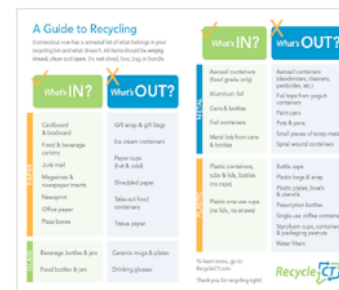 A Guide to Recycling
Connecticut now has a universal list of what belongs in your
recycling bin and what doesn't. All items should be empty,
rinsed, clean and open. Do not shred, box, bag or bundle.
What's IN?
What's OUT?
PAPER
Cardboard
& boxboard
Food & beverage
cartons
Junk mail
Magazines &
newspaper inserts
Newsprint
Office paper
Pizza boxes
Gift wrap & gift bags
Ice cream containers
Paper cups
(hot & cold)
Shredded paper
Take-out food
containers
Tissue paper
GLASS
Beverage bottles & jars
Food bottles & jars
Ceramic mugs & plates
Drinking glasses
What's IN?
What's OUT?
METAL
Aerosol containers
(food grade only)
Aluminum foil
Cans & bottles
Foil containers
Metal lids from cans
& bottles
Aerosol containers
(deodorizers, cleaners,
pesticides, etc.)
Foil tops from yogurt
containers
Paint cans
Pots & pans
Small pieces of scrap metal
Spiral wound containers
PLASTIC
Plastic containers,
tubs & lids, bottles
(no caps)
Plastic one-use cups
(no lids, no straws)
Bottle caps
Plastic bags & wrap
Plastic plates, bowls
& utensils
Prescription bottles
Single use coffee containers
Styrofoam cups, containers
& packaging peanuts
Water filters
To learn more, go to
RecycleCT.com
Thank you for recycling right!
RecycleCT